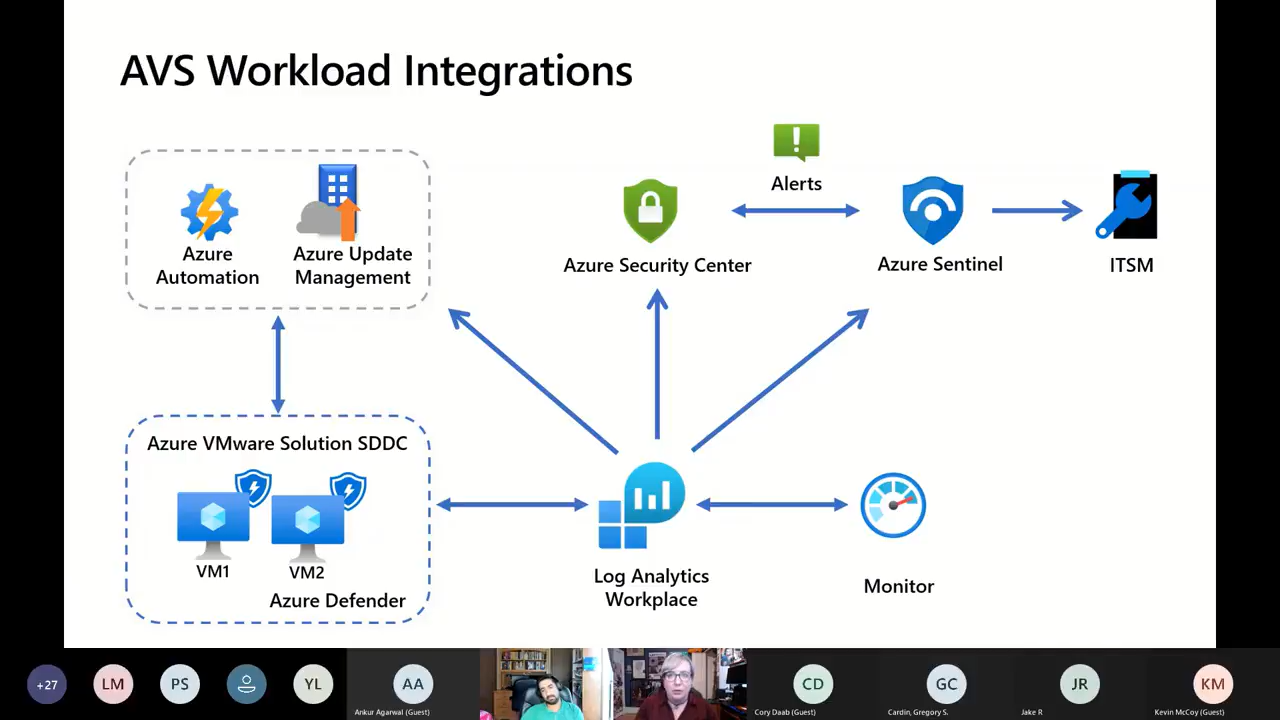 AVS Workload Integrations
Alerts
Azure
Automation
Azure Update
Management
Azure Security Center
Azure Sentinel
ITSM
Azure VMware Solution SDDC
VM1
VM2
Azure Defender
Log Analytics
Workplace
Monitor
+27
LM
PS
YL
AA
CD
GC
JR
KM
Ankur Agarwal (Guest)
Cory Daab (Guest)
Cardin, Gregory S.
Jake R
Kevin McCoy (Guest)